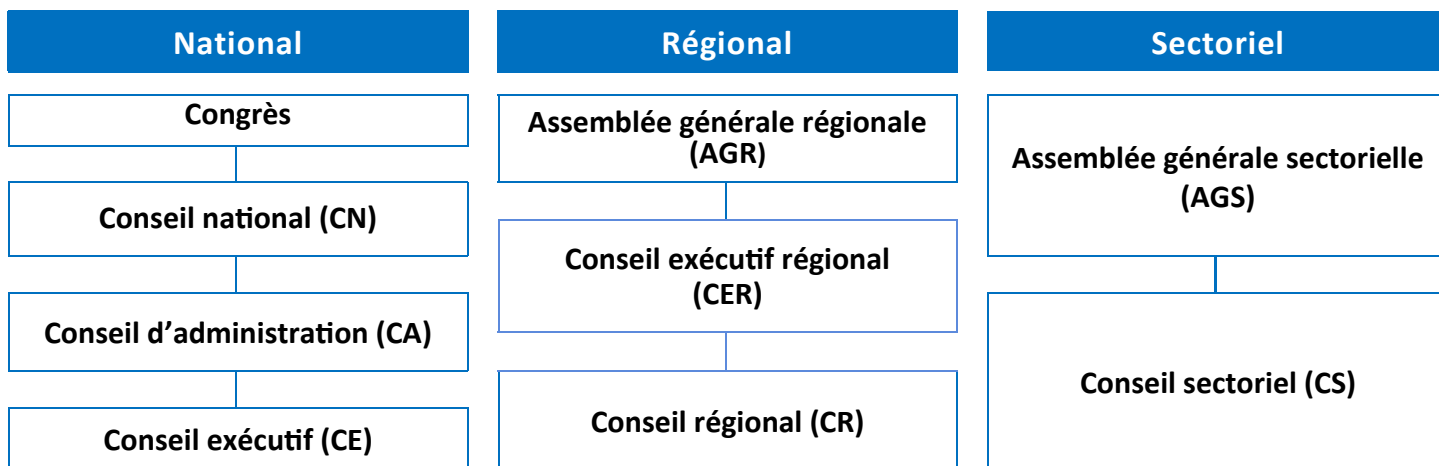 National
Congrès
Conseil national (CN)
Conseil d’administration (CA)
Conseil exécutif (CE)
Régional
Assemblée générale régionale
(AGR)
Conseil exécutif régional
(CER)
Conseil régional (CR)
Sectoriel
Assemblée générale sectorielle
(AGS)
Conseil sectoriel (CS)